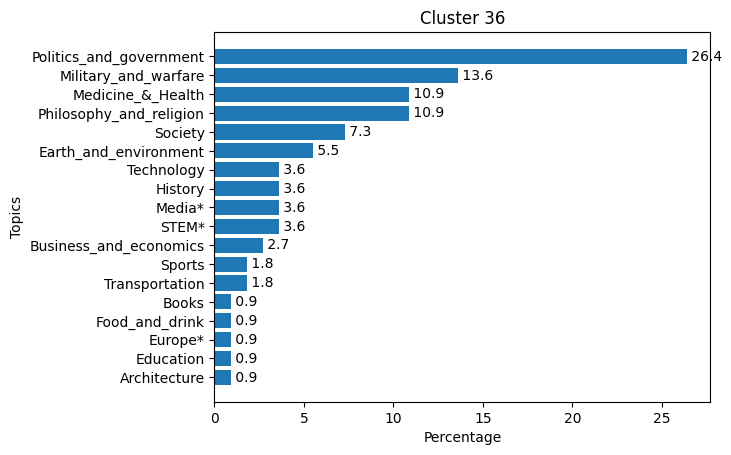 Cluster 36
Topics
Politics_and_government 26.4
Military_and_warfare 13.6
Medicine_&_Health 10.9
Philosophy_and_religion 10.9
Society 7.3
Earth_and_environment 5.5
Technology 3.6
History 3.6
Media* 3.6
STEM* 3.6
Business_and_economics 2.7
Sports 1.8
Transportation 1.8
Books 0.9
Food_and_drink 0.9
Europe* 0.9
Education 0.9
Architecture 0.9
0 5 10 15 20 25
Percentage